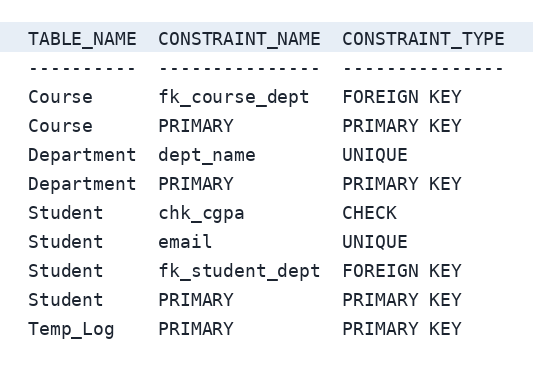 TABLE_NAME  CONSTRAINT_NAME  CONSTRAINT_TYPE
----------  ---------------  ---------------
Course      fk_course_dept   FOREIGN KEY
Course      PRIMARY          PRIMARY KEY
Department  dept_name        UNIQUE
Department  PRIMARY          PRIMARY KEY
Student     chk_cgpa         CHECK
Student     email            UNIQUE
Student     fk_student_dept  FOREIGN KEY
Student     PRIMARY          PRIMARY KEY
Temp_Log    PRIMARY          PRIMARY KEY